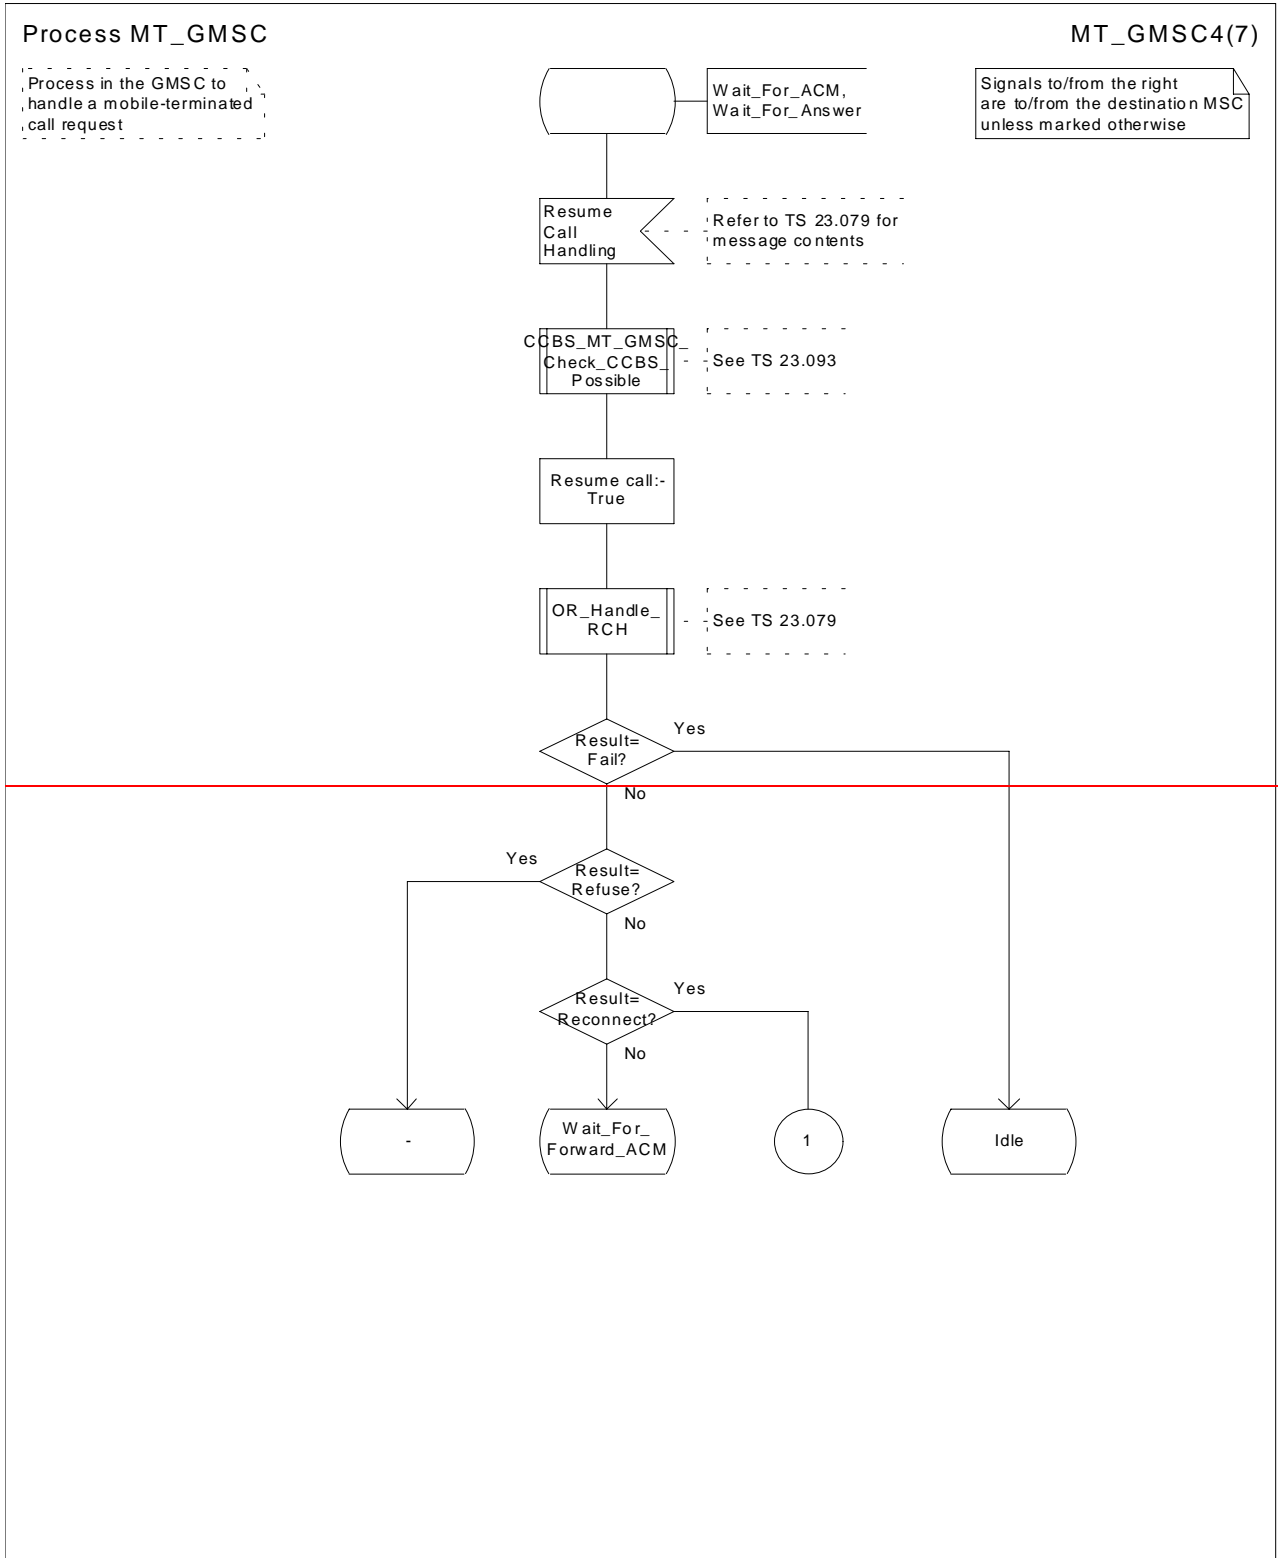 Process MT_GMSC
MT_GMSC4(7)
Process in the GMSC to
handle a mobile-terminated
call request
Wait_For_ACM,
Wait_For_Answer
Signals to/from the right
are to/from the destination MSC
unless marked otherwise
Resume
Call
Handling
Refer to TS 23.079 for
message contents
CCBS_MT_GMSC_
Check_CCBS_
Possible
See TS 23.093
Resume call:-
True
OR_Handle_
RCH
See TS 23.079
Result=
Fail?
Yes
No
Result=
Refuse?
Yes
No
Result=
Reconnect?
Yes
No
-
Wait_For_
Forward_ACM
1
Idle